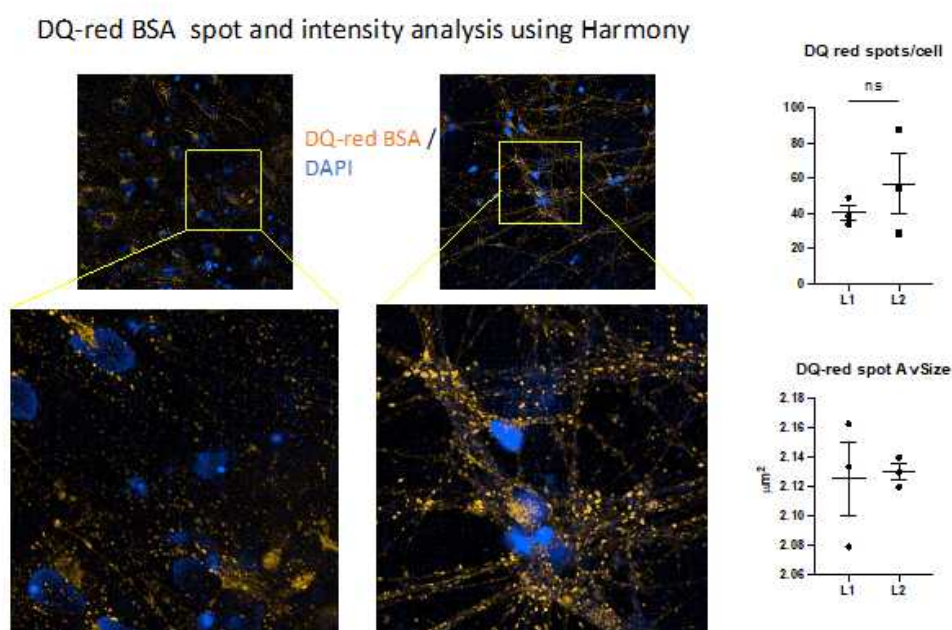 DQ-red BSA spot and intensity analysis using Harmony
DQ-red BSA /
DAPI
DQ red spots/cell
ns
100
80
60
40
20
0
L1 L2
DQ-red spot AvSize
2.18
2.16
2.14
2.12
2.10
2.08
2.06
μm²
L1 L2